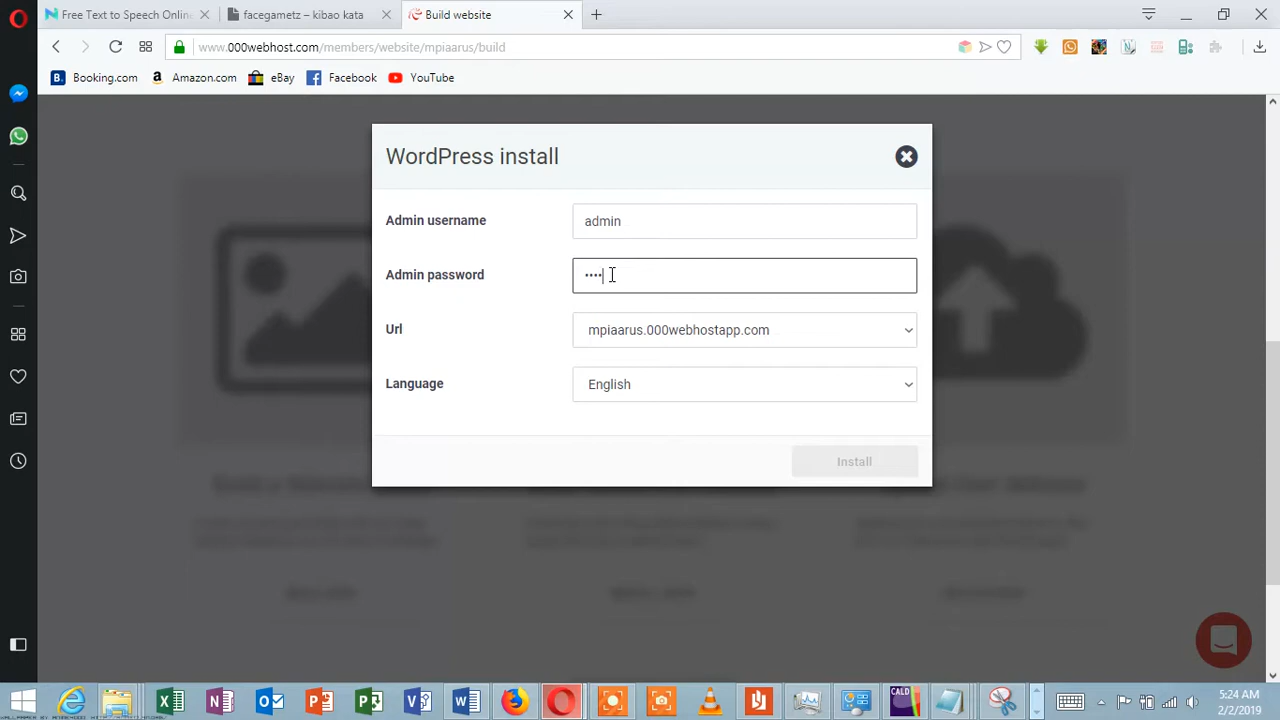 Free Text to Speech Online
facegametz – kibao kata
Build website
www.000webhost.com/members/website/mpiaarus/build
Booking.com
Amazon.com
eBay
Facebook
YouTube
WordPress install
Admin username
admin
Admin password
••••
Url
mpiaarus.000webhostapp.com
Language
English
Install
5:24 AM
2/2/2019